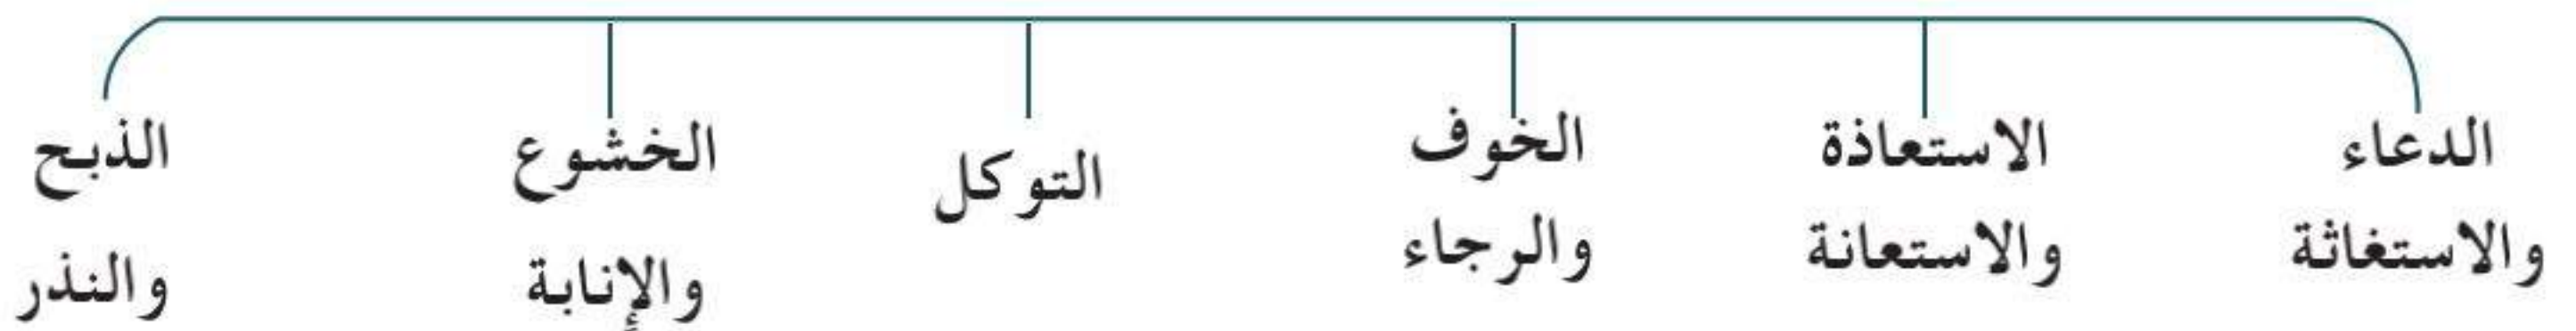 الدعاء
والاستغاثة
الاستعاذة
والاستعانة
الخوف
والرجاء
التوكل
الخشوع
والإنابة
الذبح
والنذر